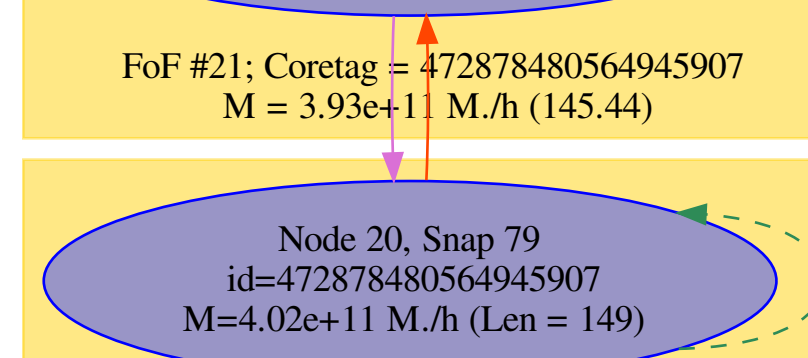 FoF #21; Coretag = 472878480564945907
M = 3.93e+11 M./h (145.44)
Node 20, Snap 79
id=472878480564945907
M=4.02e+11 M./h (Len = 149)